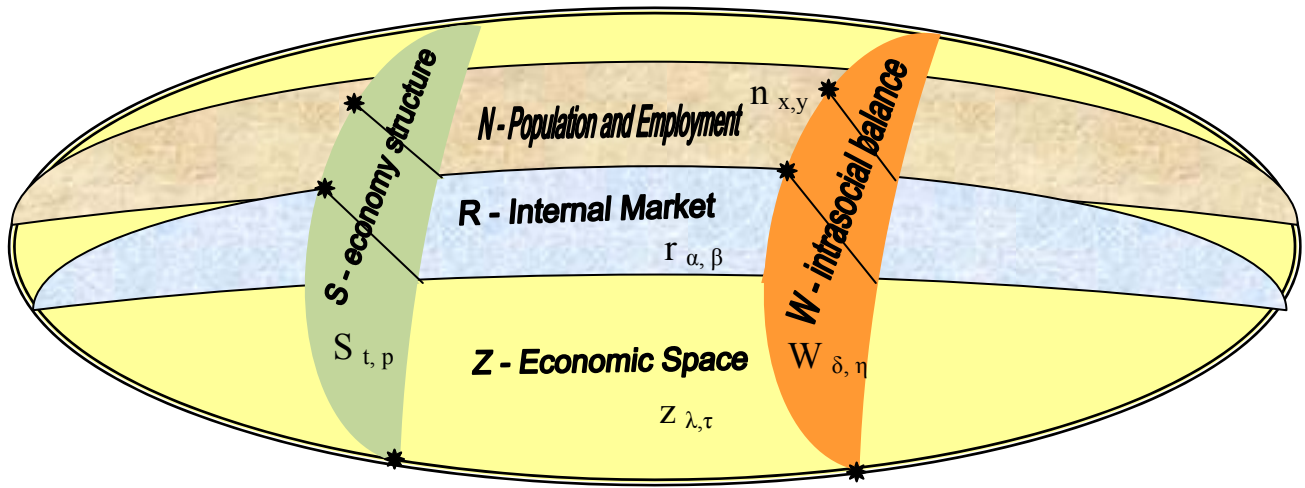 S - economy structure
N - Population and Employment
n x,y
W - intrasocial balance
R - Internal Market
r α, β
S t, p
Z - Economic Space
W δ, η
z λ,τ